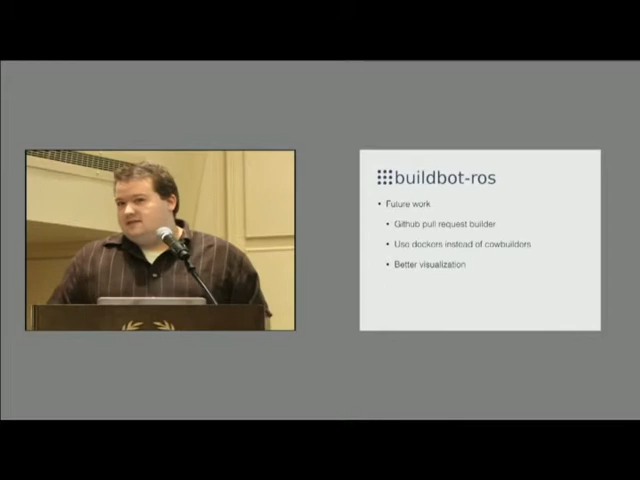 buildbot-ros
Future work
Github pull request builder
Use dockers instead of cowbuilders
Better visualization